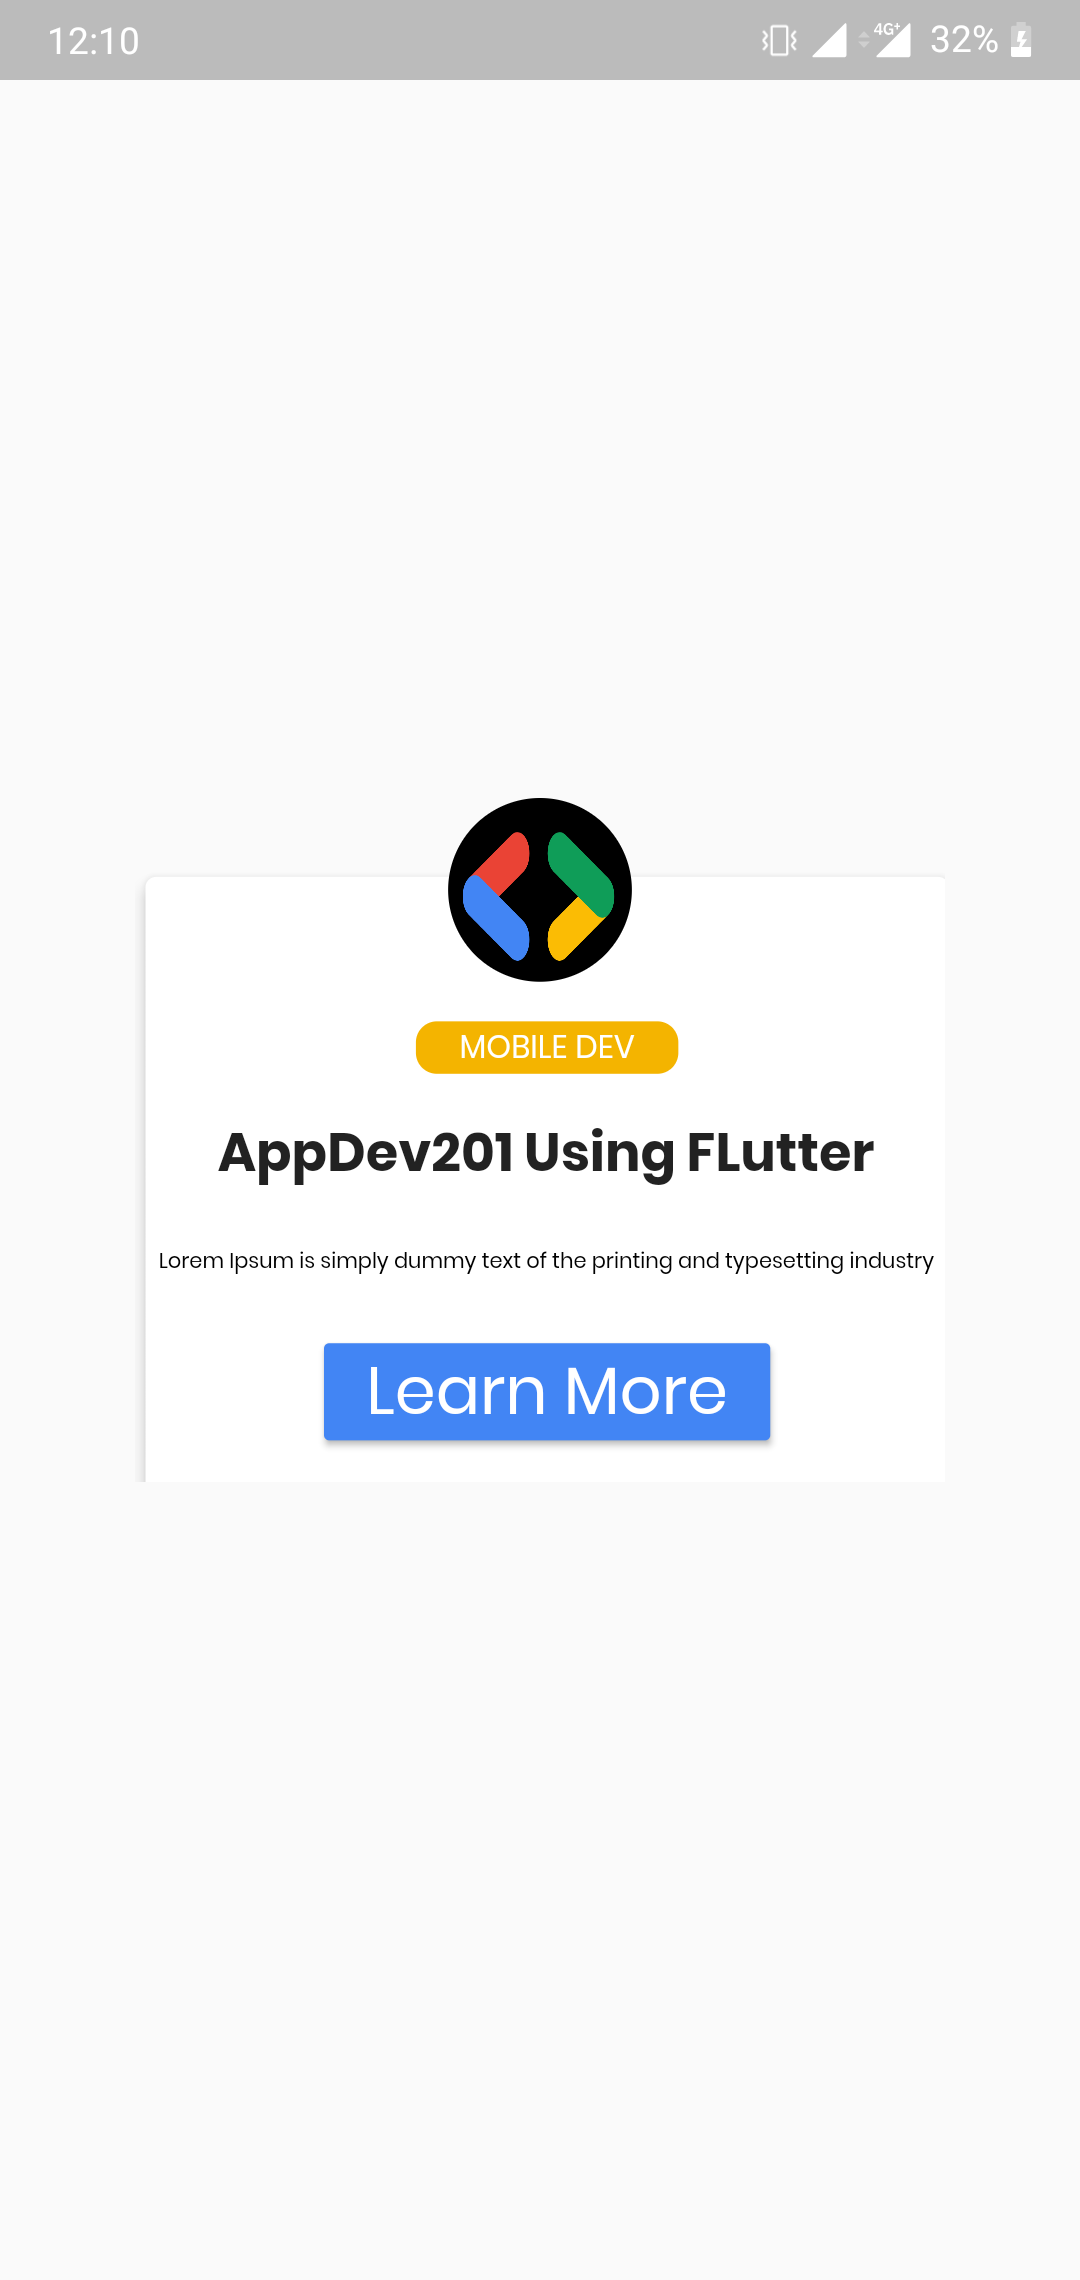 12:10 4G+ 32%
MOBILE DEV
AppDev201 Using FLutter
Lorem Ipsum is simply dummy text of the printing and typesetting industry
Learn More